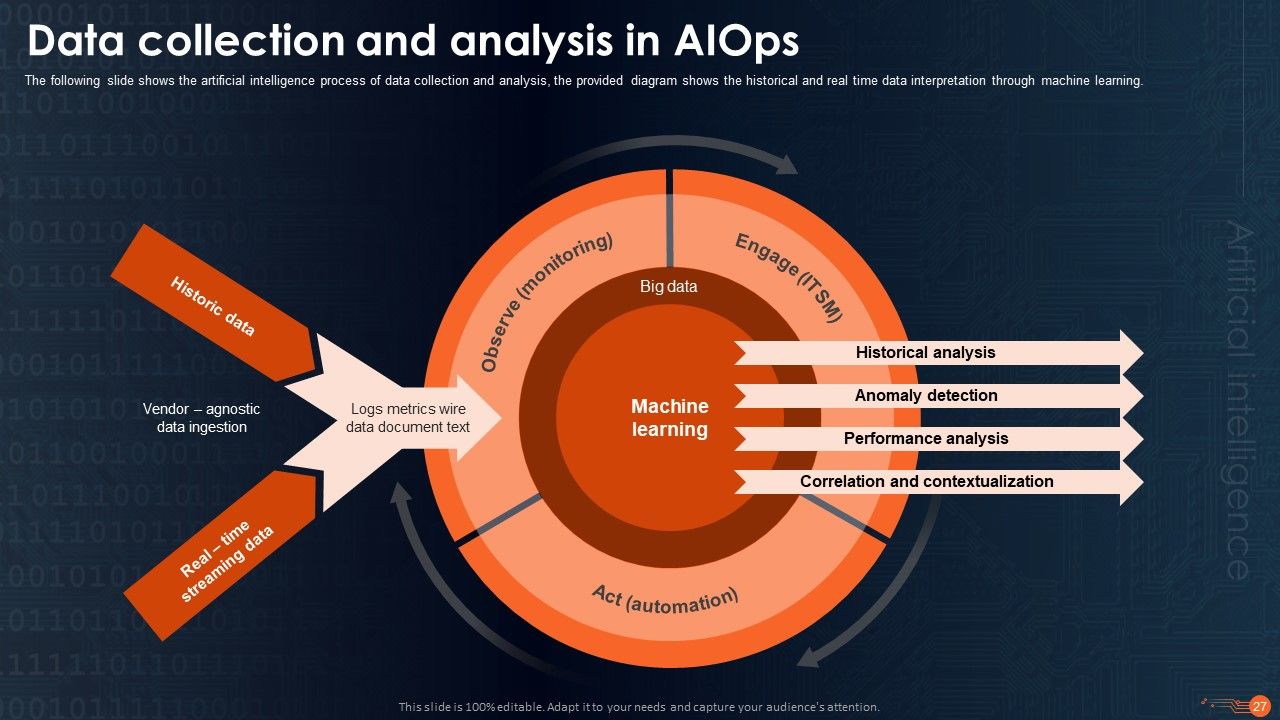 Data collection and analysis in AIOps
The following slide shows the artificial intelligence process of data collection and analysis, the provided diagram shows the historical and real time data interpretation through machine learning.
Historic data
Vendor – agnostic
data ingestion
Real – time
streaming data
Logs metrics wire
data document text
Observe (monitoring)
Engage (ITSM)
Act (automation)
Big data
Machine
learning
Historical analysis
Anomaly detection
Performance analysis
Correlation and contextualization
Artificial intelligence
This slide is 100% editable. Adapt it to your needs and capture your audience's attention.
27